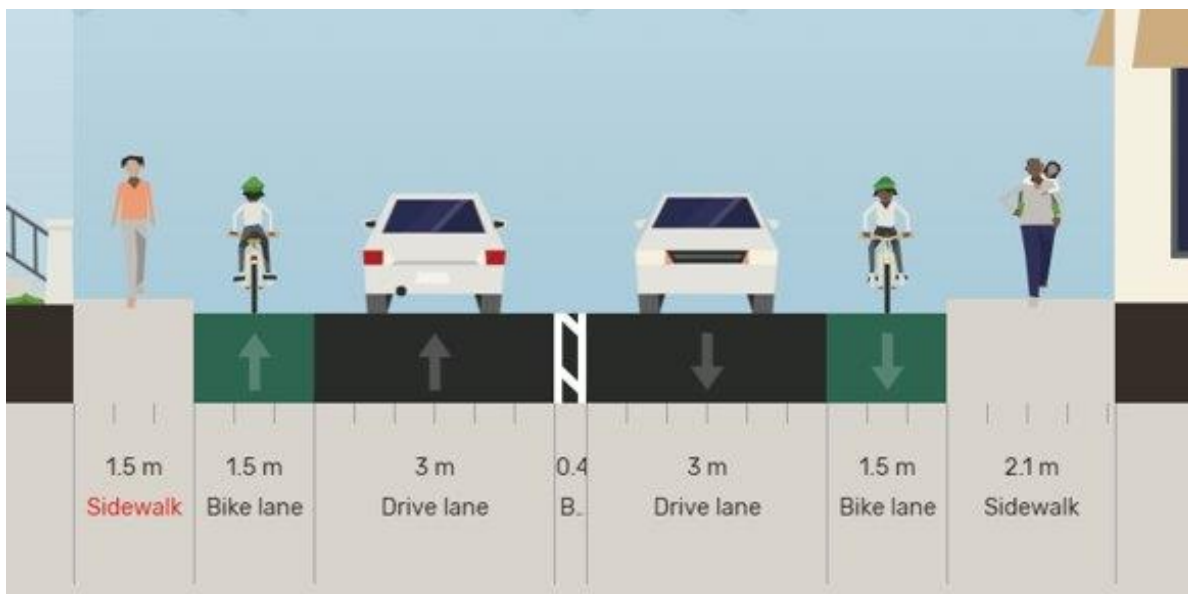 1.5 m
Sidewalk
1.5 m
Bike lane
3 m
Drive lane
0.4
B..
3 m
Drive lane
1.5 m
Bike lane
2.1 m
Sidewalk